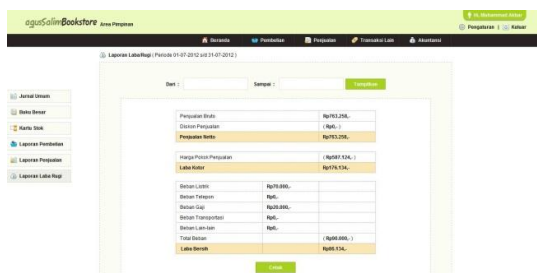 Hi, Muhammad Akbar
agusSalimBookstore Area Pimpinan
Pengaturan | Keluar
Beranda Pembelian Penjualan Transaksi Lain Akuntansi
Laporan Laba/Rugi ( Periode 01-07-2012 s/d 31-07-2012 )
Dari : Sampai : Tampilkan
Jurnal Umum
Buku Besar
Kartu Stok
Laporan Pembelian
Laporan Penjualan
Laporan Laba Rugi
Penjualan Bruto Rp763.258,-
Diskon Penjualan ( Rp0,- )
Penjualan Netto Rp763.258,-
Harga Pokok Penjualan ( Rp587.124,- )
Laba Kotor Rp176.134,-
Beban Listrik Rp70.000,-
Beban Telepon Rp0,-
Beban Gaji Rp20.000,-
Beban Transportasi Rp0,-
Beban Lain-lain Rp0,-
Total Beban ( Rp90.000,- )
Laba Bersih Rp86.134,-
Cetak